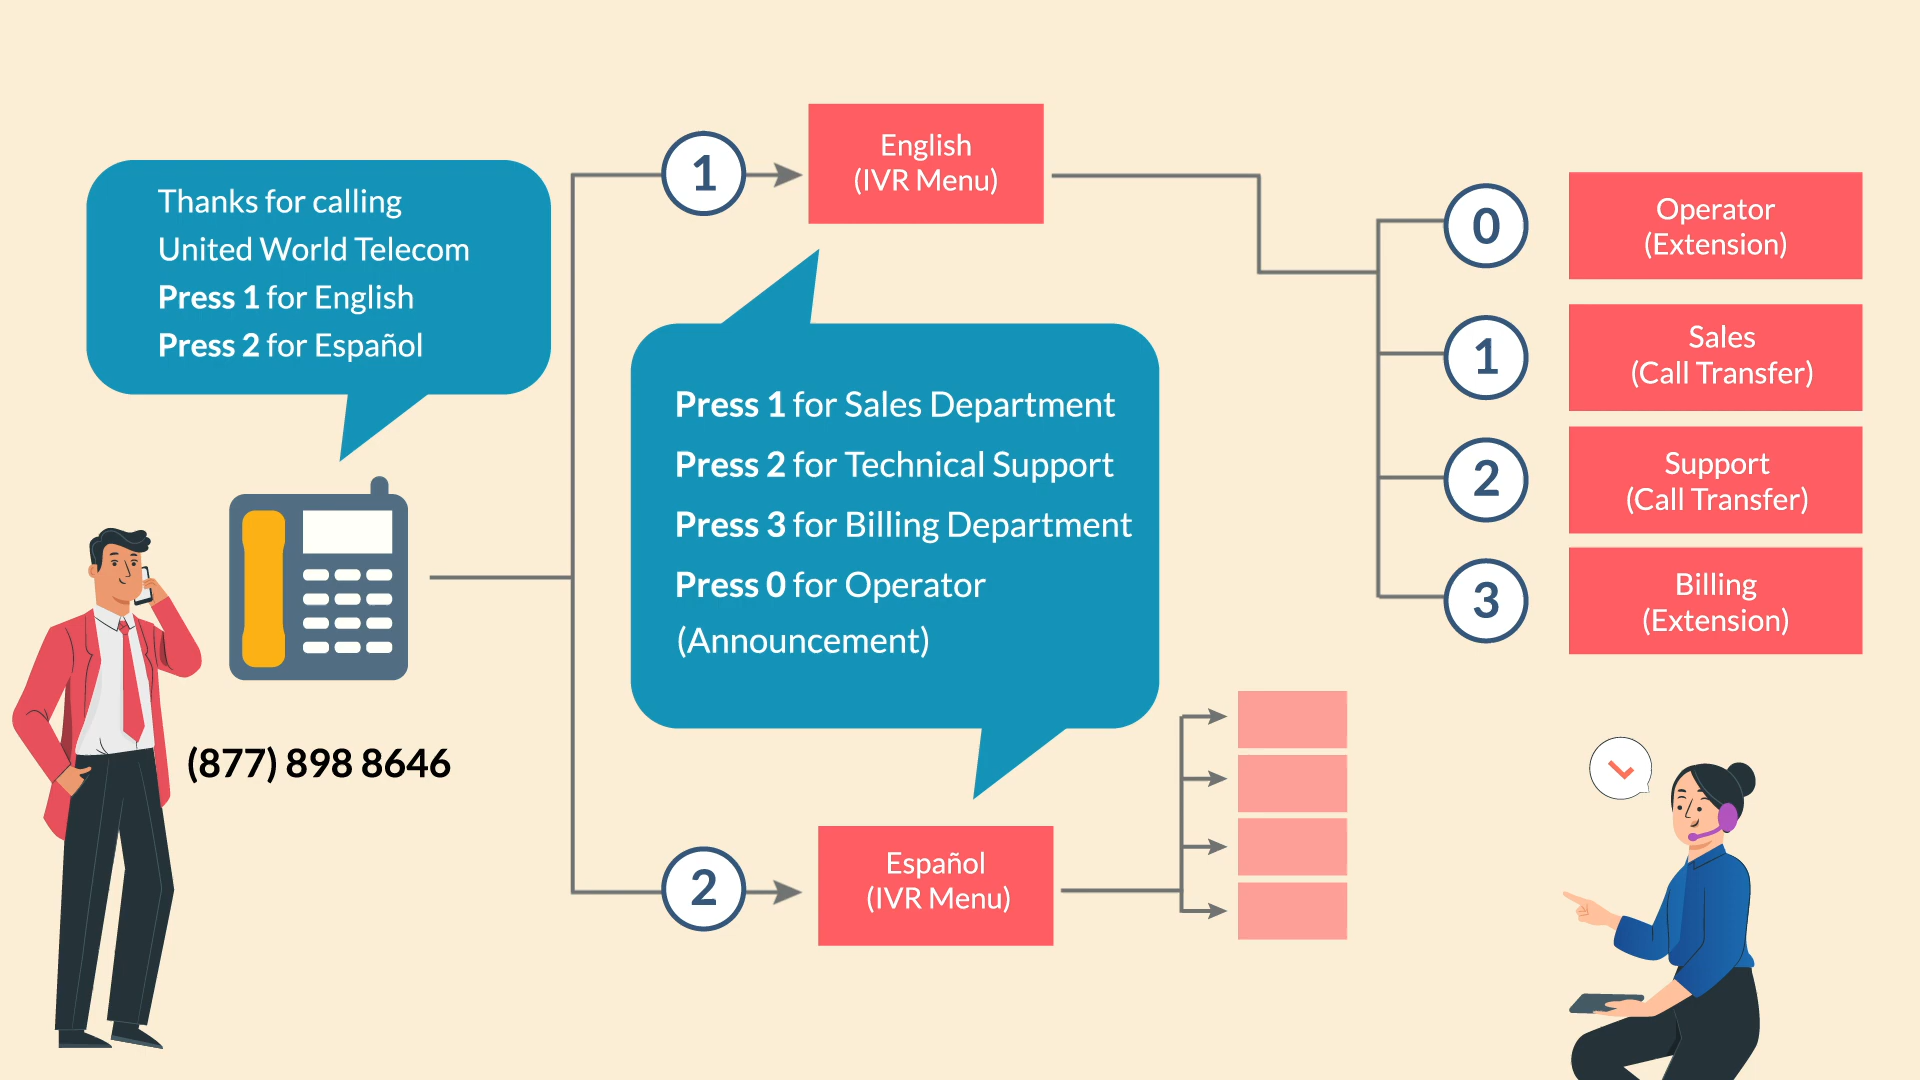 Thanks for calling
United World Telecom
Press 1 for English
Press 2 for Español
(877) 898 8646
1
English
(IVR Menu)
Press 1 for Sales Department
Press 2 for Technical Support
Press 3 for Billing Department
Press 0 for Operator
(Announcement)
2
Español
(IVR Menu)
0
Operator
(Extension)
1
Sales
(Call Transfer)
2
Support
(Call Transfer)
3
Billing
(Extension)